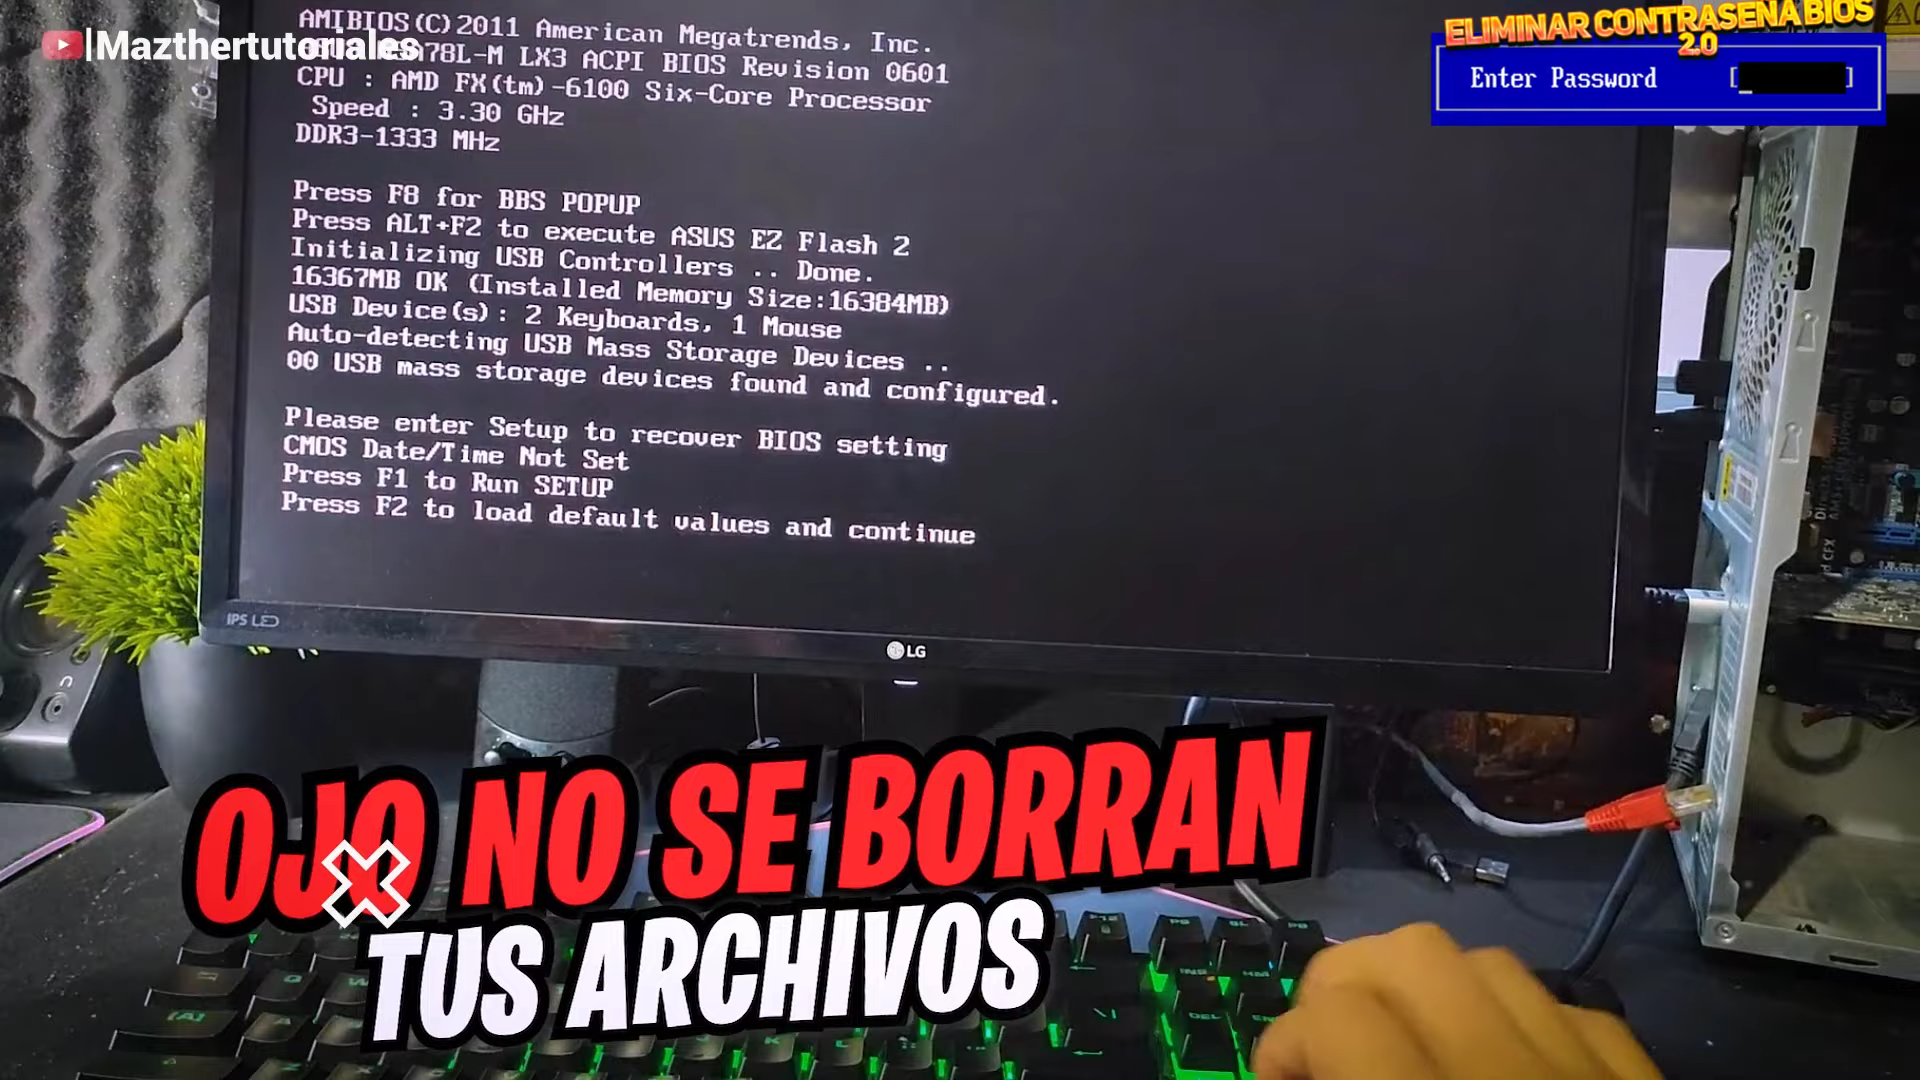 |Mazthertutoriales
ELIMINAR CONTRASEÑA BIOS
2.0
Enter Password [ ]
AMIBIOS(C)2011 American Megatrends, Inc.
A78L-M LX3 ACPI BIOS Revision 0601
CPU : AMD FX(tm)-6100 Six-Core Processor
Speed : 3.30 GHz
DDR3-1333 MHz
Press F8 for BBS POPUP
Press ALT+F2 to execute ASUS EZ Flash 2
Initializing USB Controllers .. Done.
16367MB OK (Installed Memory Size:16384MB)
USB Device(s): 2 Keyboards, 1 Mouse
Auto-detecting USB Mass Storage Devices ..
00 USB mass storage devices found and configured.
Please enter Setup to recover BIOS setting
CMOS Date/Time Not Set
Press F1 to Run SETUP
Press F2 to load default values and continue
IPS LED
LG
OJO NO SE BORRAN
TUS ARCHIVOS